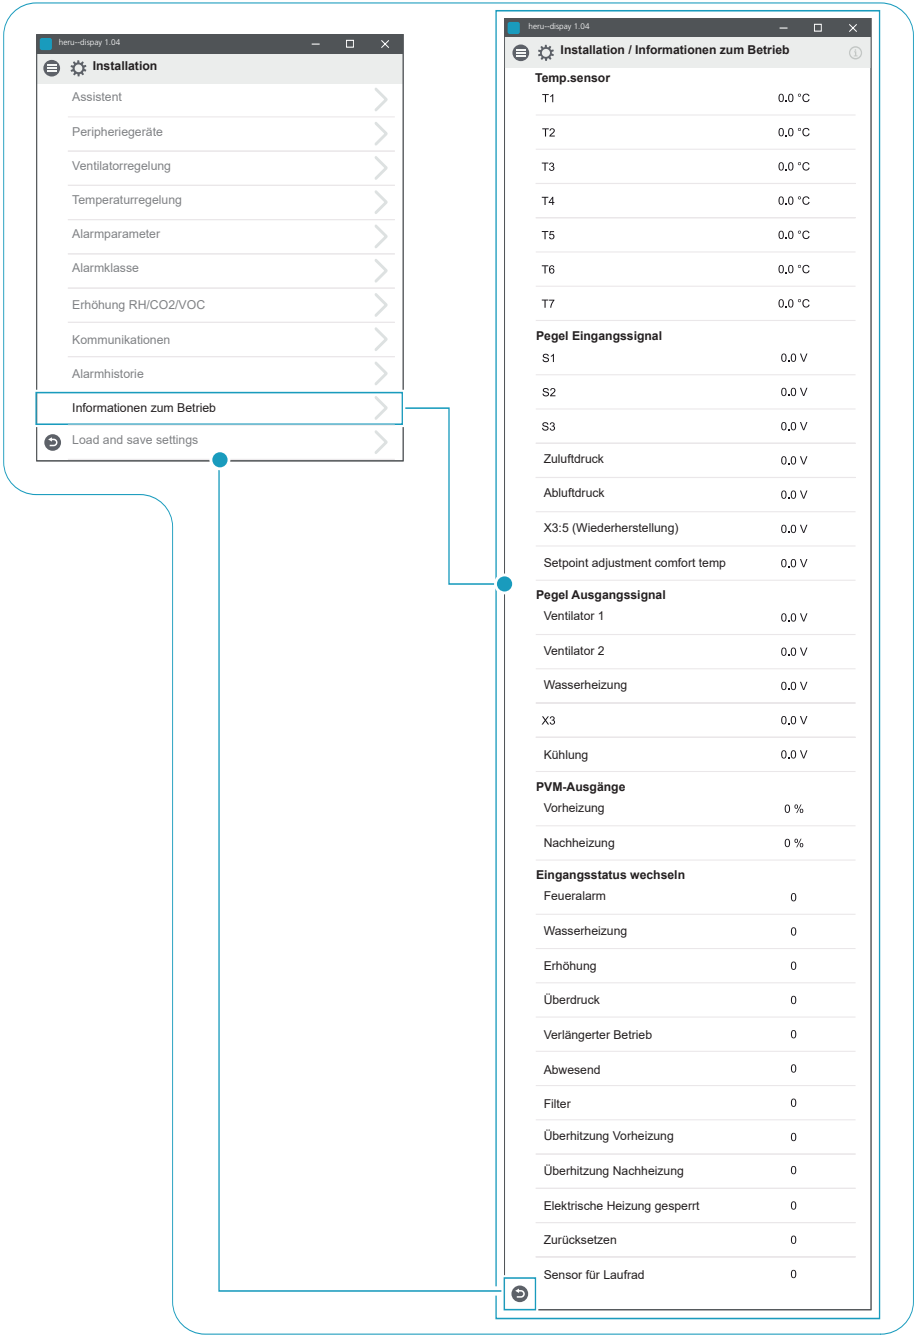 heru--dispay 1.04
Installation
Assistent
Peripheriegeräte
Ventilatorregelung
Temperaturregelung
Alarmparameter
Alarmklasse
Erhöhung RH/CO2/VOC
Kommunikationen
Alarmhistorie
Informationen zum Betrieb
Load and save settings
heru--dispay 1.04
Installation / Informationen zum Betrieb
Temp.sensor
T1 0.0 °C
T2 0.0 °C
T3 0.0 °C
T4 0.0 °C
T5 0.0 °C
T6 0.0 °C
T7 0.0 °C
Pegel Eingangssignal
S1 0.0 V
S2 0.0 V
S3 0.0 V
Zuluftdruck 0.0 V
Abluftdruck 0.0 V
X3:5 (Wiederherstellung) 0.0 V
Setpoint adjustment comfort temp 0.0 V
Pegel Ausgangssignal
Ventilator 1 0.0 V
Ventilator 2 0.0 V
Wasserheizung 0.0 V
X3 0.0 V
Kühlung 0.0 V
PVM-Ausgänge
Vorheizung 0 %
Nachheizung 0 %
Eingangsstatus wechseln
Feueralarm 0
Wasserheizung 0
Erhöhung 0
Überdruck 0
Verlängerter Betrieb 0
Abwesend 0
Filter 0
Überhitzung Vorheizung 0
Überhitzung Nachheizung 0
Elektrische Heizung gesperrt 0
Zurücksetzen 0
Sensor für Laufrad 0